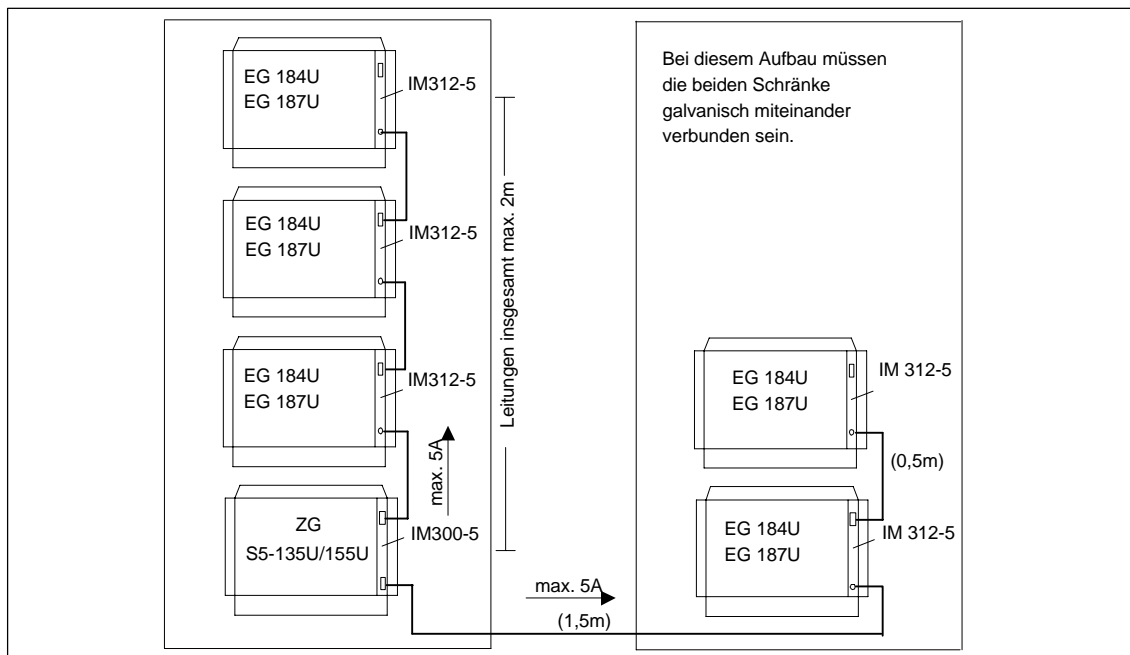 EG 184U
EG 187U
IM312-5
EG 184U
EG 187U
IM312-5
EG 184U
EG 187U
IM312-5
max. 5A
ZG
S5-135U/155U
IM300-5
Leitungen insgesamt max. 2m
max. 5A
(1,5m)
Bei diesem Aufbau müssen
die beiden Schränke
galvanisch miteinander
verbunden sein.
EG 184U
EG 187U
IM 312-5
(0,5m)
EG 184U
EG 187U
IM 312-5